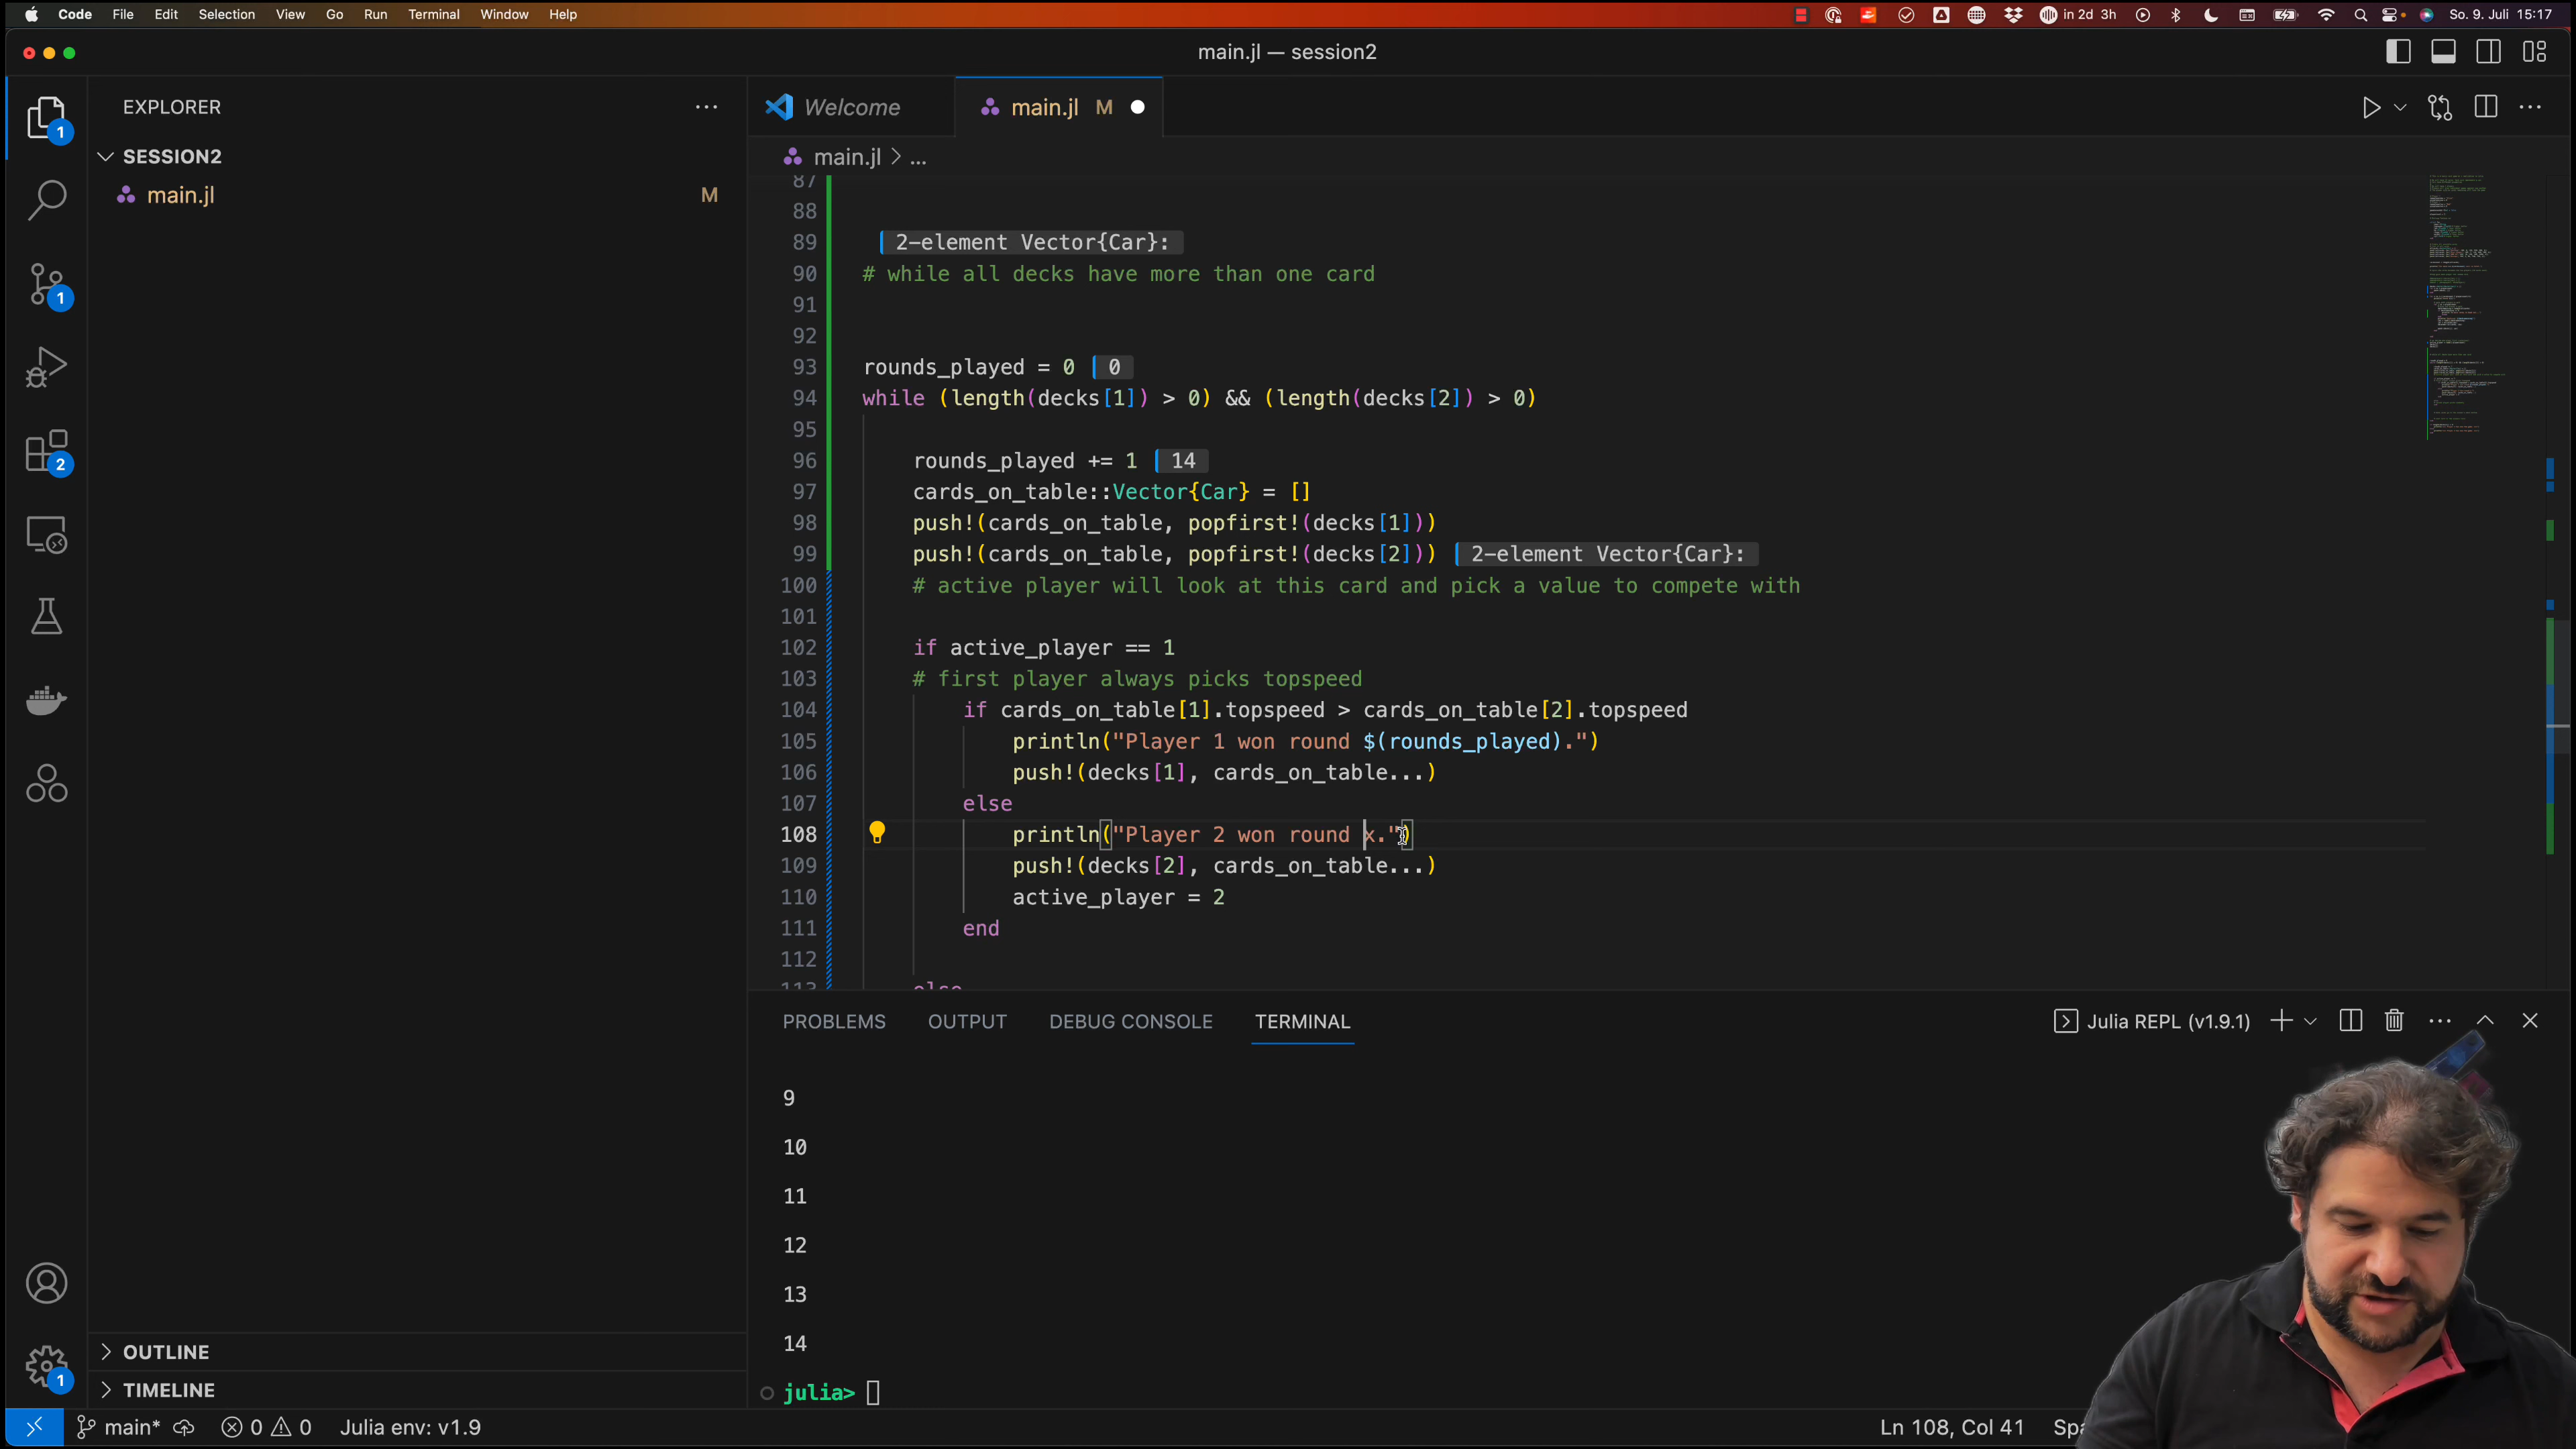 Code File Edit Selection View Go Run Terminal Window Help in 2d 3h So. 9. Juli 15:17
main.jl — session2
EXPLORER
SESSION2
main.jl M
1
1
2
1
OUTLINE
TIMELINE
Welcome main.jl M
main.jl > ...
87
88
89 2-element Vector{Car}:
90 # while all decks have more than one card
91
92
93 rounds_played = 0 0
94 while (length(decks[1]) > 0) && (length(decks[2]) > 0)
95
96 rounds_played += 1 14
97 cards_on_table::Vector{Car} = []
98 push!(cards_on_table, popfirst!(decks[1]))
99 push!(cards_on_table, popfirst!(decks[2])) 2-element Vector{Car}:
100 # active player will look at this card and pick a value to compete with
101
102 if active_player == 1
103 # first player always picks topspeed
104 if cards_on_table[1].topspeed > cards_on_table[2].topspeed
105 println("Player 1 won round $(rounds_played).")
106 push!(decks[1], cards_on_table...)
107 else
108 println("Player 2 won round x.")
109 push!(decks[2], cards_on_table...)
110 active_player = 2
111 end
112
113 else
PROBLEMS OUTPUT DEBUG CONSOLE TERMINAL Julia REPL (v1.9.1)
9
10
11
12
13
14
julia>
main* 0 0 Julia env: v1.9 Ln 108, Col 41